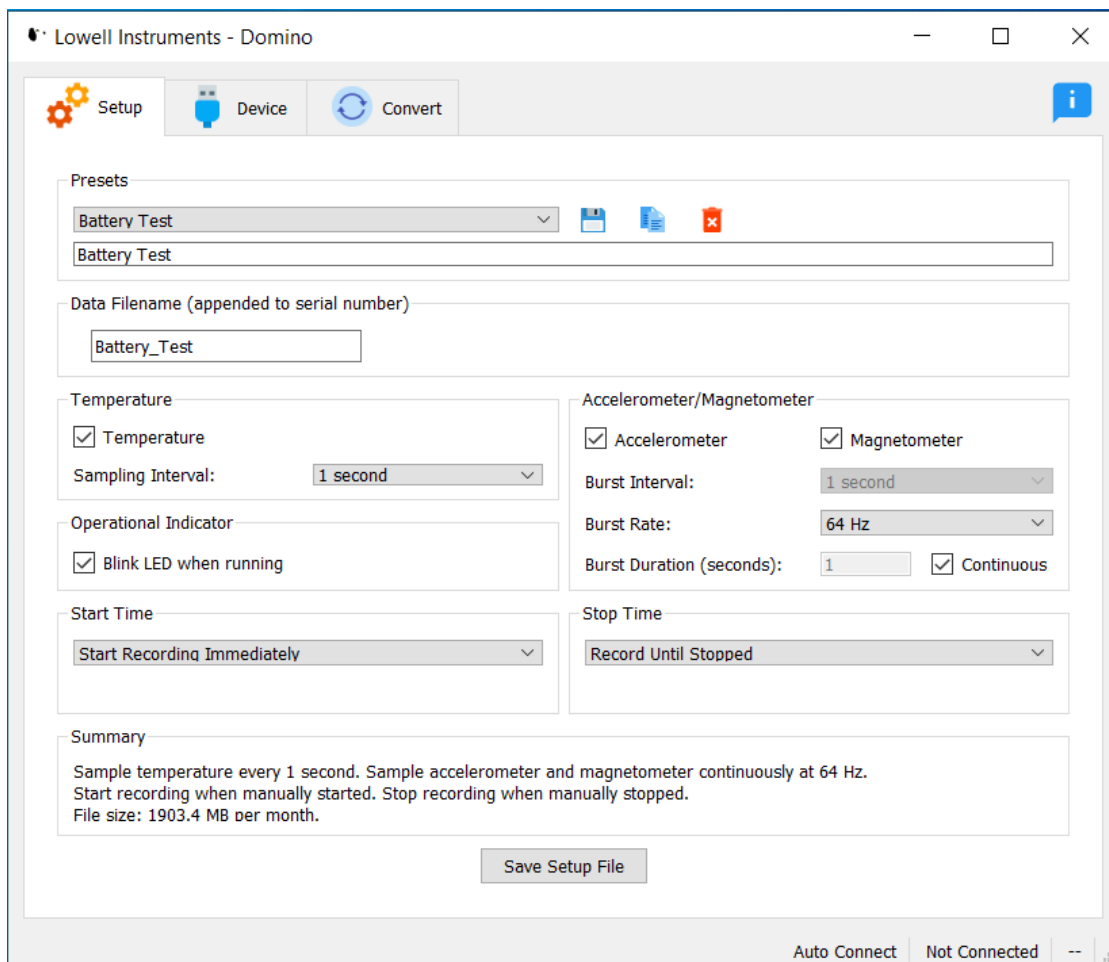 Lowell Instruments - Domino
Setup Device Convert
Presets
Battery Test
Battery Test
Data Filename (appended to serial number)
Battery_Test
Temperature
Temperature
Sampling Interval: 1 second
Operational Indicator
Blink LED when running
Accelerometer/Magnetometer
Accelerometer Magnetometer
Burst Interval: 1 second
Burst Rate: 64 Hz
Burst Duration (seconds): 1 Continuous
Start Time
Start Recording Immediately
Stop Time
Record Until Stopped
Summary
Sample temperature every 1 second. Sample accelerometer and magnetometer continuously at 64 Hz.
Start recording when manually started. Stop recording when manually stopped.
File size: 1903.4 MB per month.
Save Setup File
Auto Connect Not Connected --